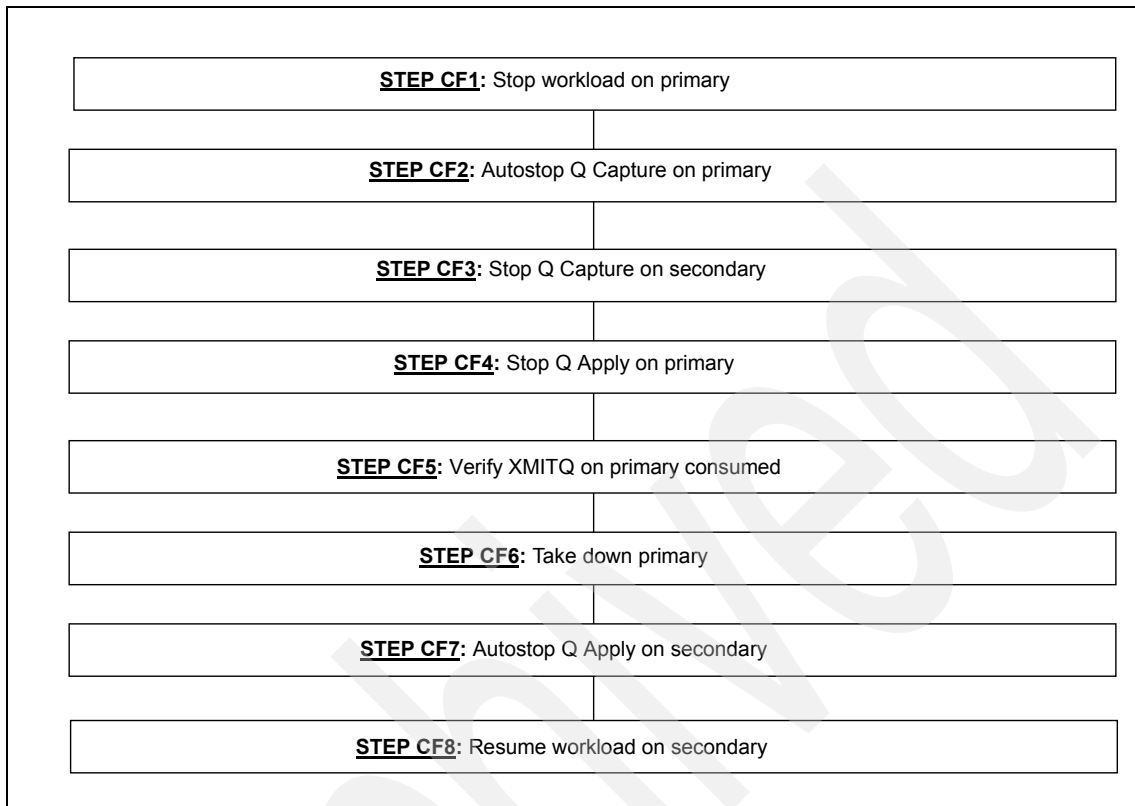 STEP CF1: Stop workload on primary
STEP CF2: Autostop Q Capture on primary
STEP CF3: Stop Q Capture on secondary
STEP CF4: Stop Q Apply on primary
STEP CF5: Verify XMITQ on primary consumed
STEP CF6: Take down primary
STEP CF7: Autostop Q Apply on secondary
STEP CF8: Resume workload on secondary